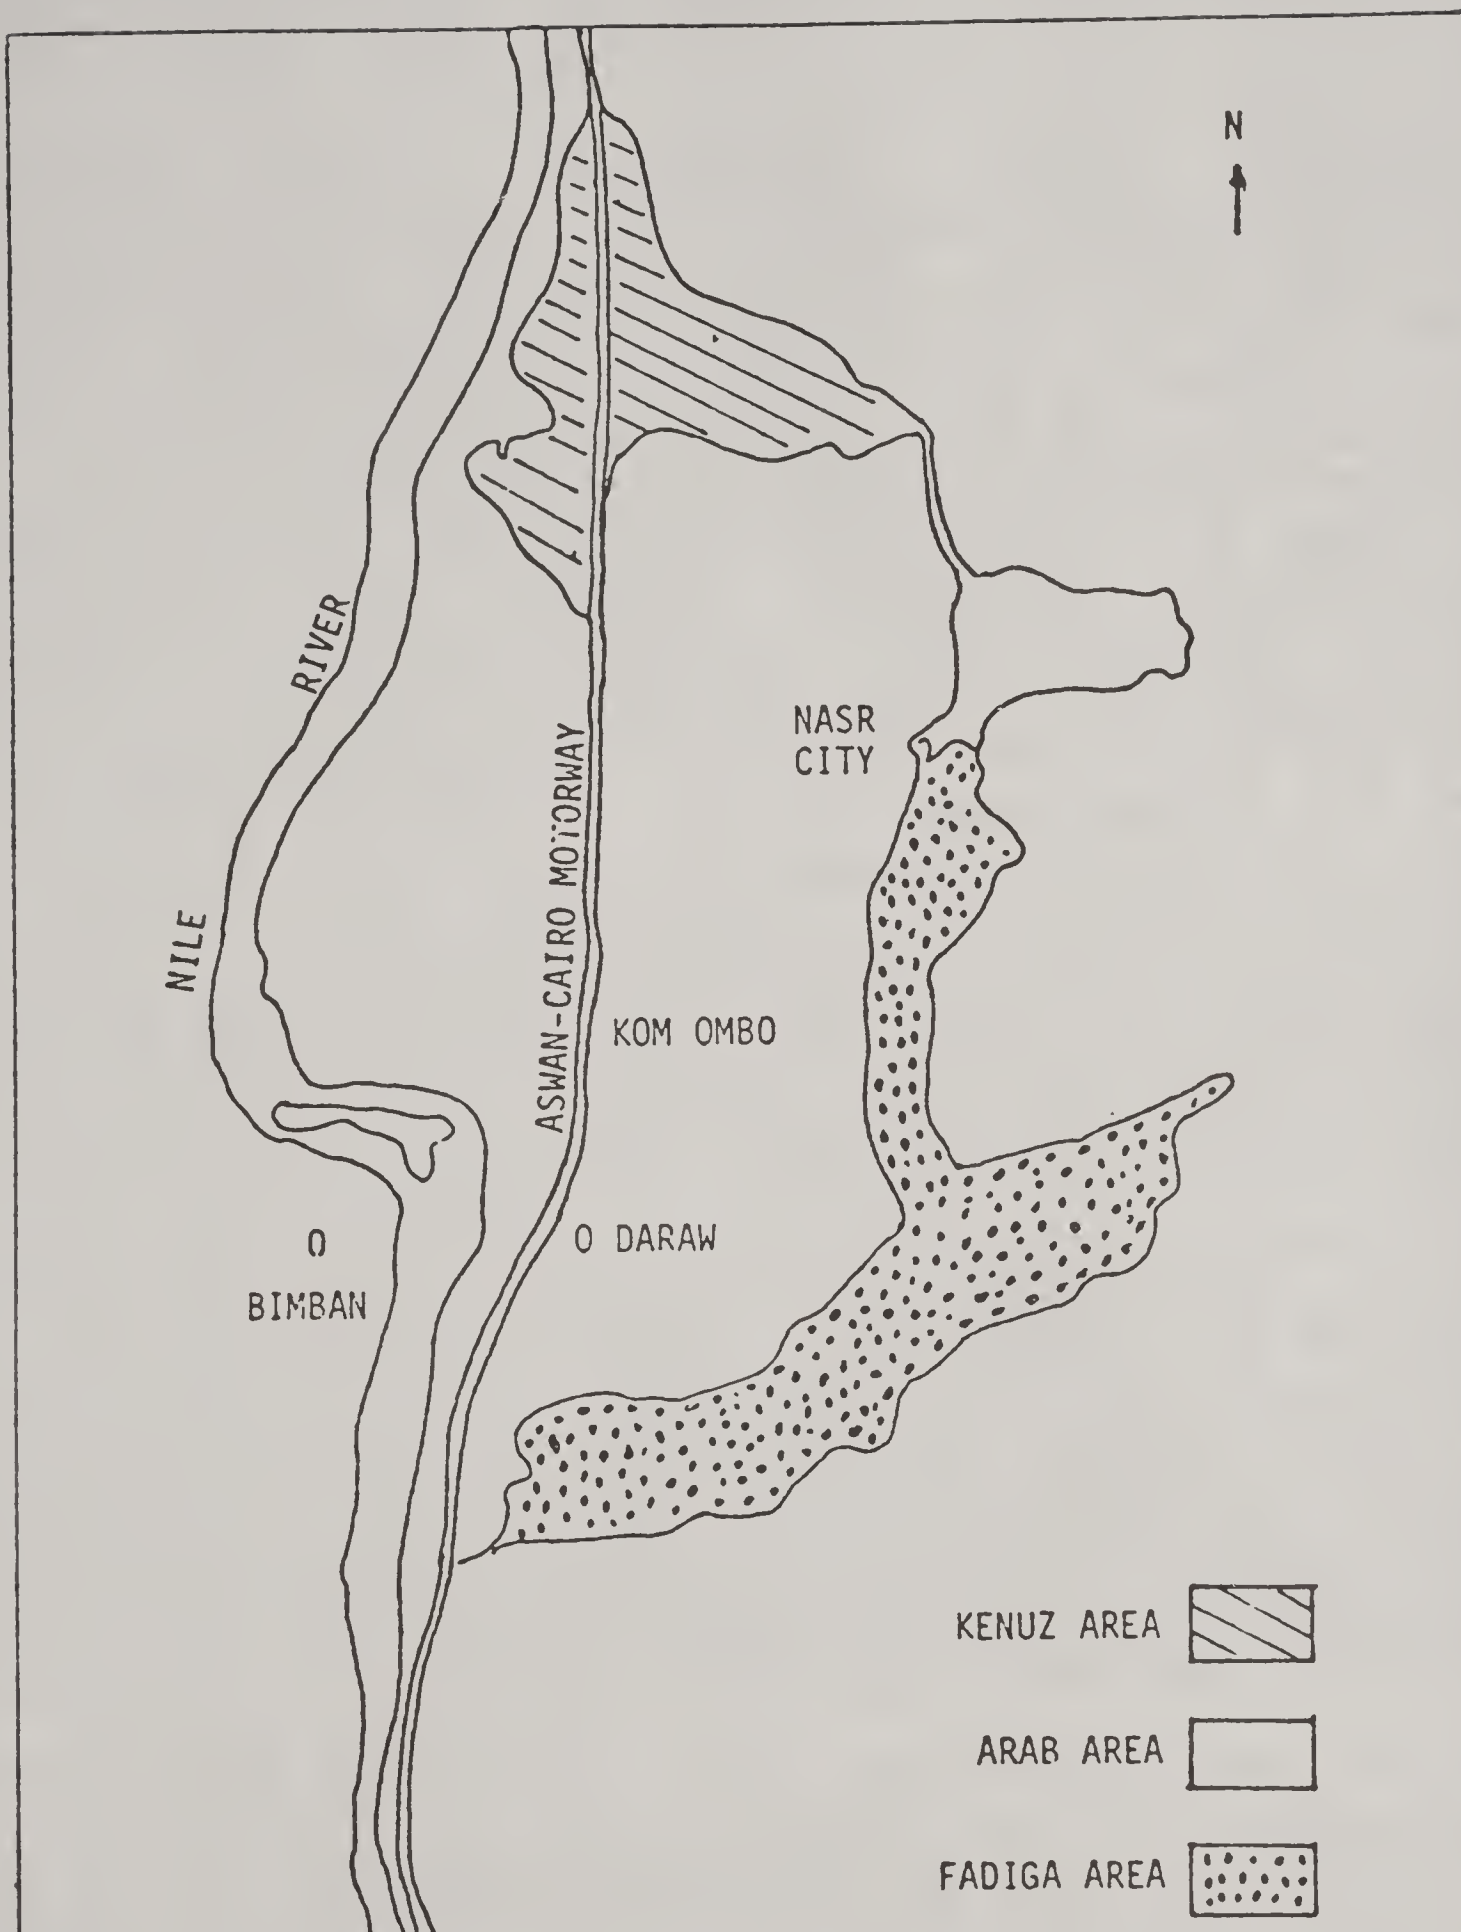 N
RIVER
NASR
CITY
ASWAN-CAIRO MOTORWAY
NILE
KOM OMBO
O DARAW
O
BIMBAN
KENUZ AREA
ARAB AREA
FADIGA AREA